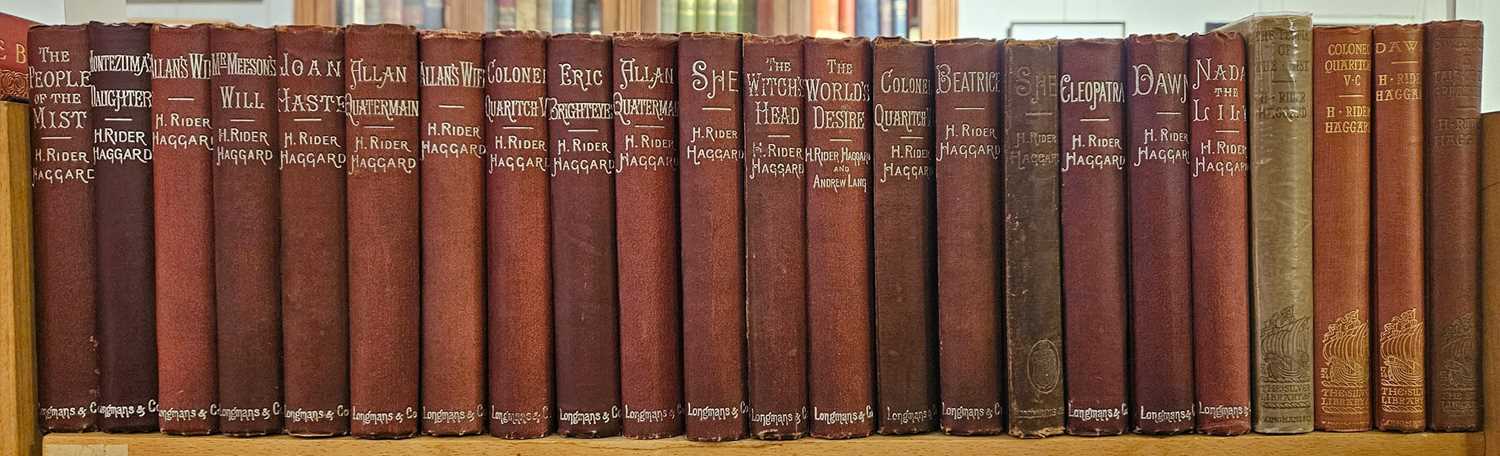 THE
PEOPLE
OF THE
MIST
H. RIDER
HAGGARD
LONGMANS & Co
MONTEZUMA'S
DAUGHTER
H. RIDER
HAGGARD
LONGMANS & Co
ALLAN'S WIFE
H. RIDER
HAGGARD
LONGMANS & Co
MR MEESON'S
WILL
H. RIDER
HAGGARD
LONGMANS & Co
JOAN
HASTE
H. RIDER
HAGGARD
LONGMANS & Co
ALLAN
QUATERMAIN
H. RIDER
HAGGARD
LONGMANS & Co
ALLAN'S WIFE
H. RIDER
HAGGARD
LONGMANS & Co
COLONEL
QUARITCH V.
H. RIDER
HAGGARD
LONGMANS & Co
ERIC
BRIGHTEYES
H. RIDER
HAGGARD
LONGMANS & Co
ALLAN
QUATERMAIN
H. RIDER
HAGGARD
LONGMANS & Co
SHE
H. RIDER
HAGGARD
LONGMANS & Co
THE
WITCH'S
HEAD
H. RIDER
HAGGARD
LONGMANS & Co
THE
WORLD'S
DESIRE
H. RIDER HAGGARD
AND
ANDREW LANG
LONGMANS & Co
COLONEL
QUARITCH V.
H. RIDER
HAGGARD
LONGMANS & Co
BEATRICE
H. RIDER
HAGGARD
LONGMANS & Co
SHE
H. RIDER
HAGGARD
CLEOPATRA
H. RIDER
HAGGARD
LONGMANS & Co
DAWN
H. RIDER
HAGGARD
LONGMANS & Co
NADA
THE
LILY
H. RIDER
HAGGARD
LONGMANS & Co
H. RIDER
HAGGARD
THE SILVER
LIBRARY
LONGMANS & Co
COLONEL
QUARITCH
V.C
H. RIDER
HAGGARD
THE SILVER
LIBRARY
DAWN
H. RIDER
HAGGARD
THE SILVER
LIBRARY